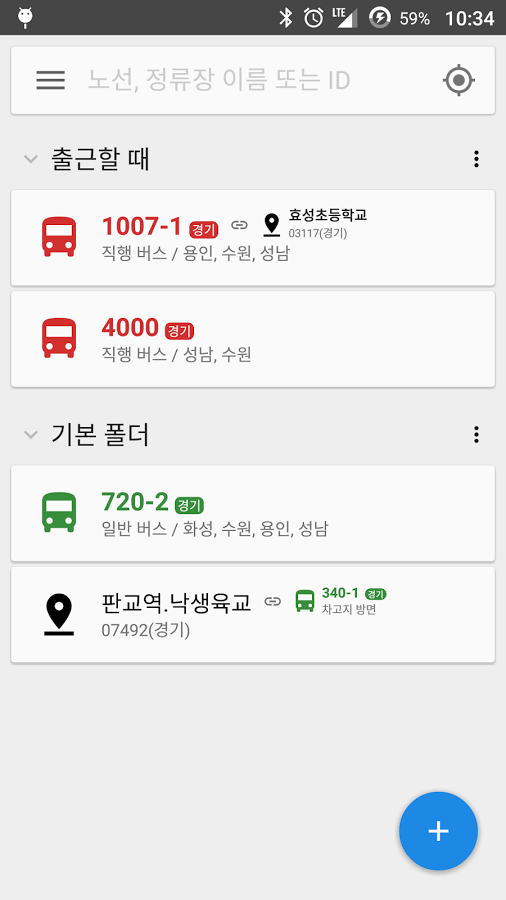 LTE 59% 10:34
노선, 정류장 이름 또는 ID
출근할 때
1007-1 경기 효성초등학교
03117(경기)
직행 버스 / 용인, 수원, 성남
4000 경기
직행 버스 / 성남, 수원
기본 폴더
720-2 경기
일반 버스 / 화성, 수원, 용인, 성남
판교역.낙생육교 340-1 경기
차고지 방면
07492(경기)